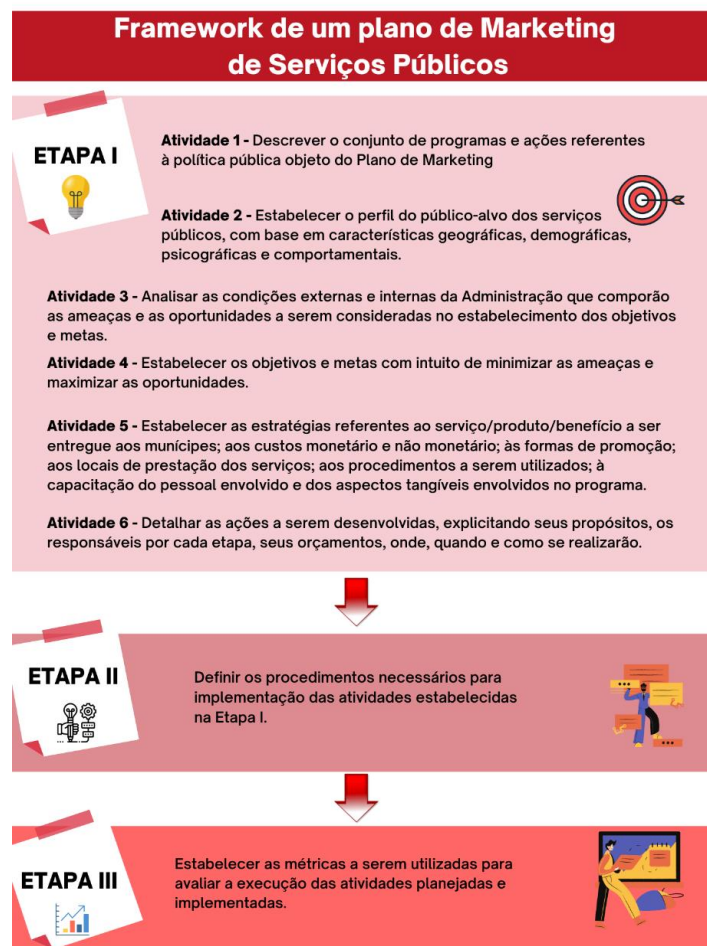 Framework de um plano de Marketing
de Serviços Públicos
ETAPA I
Atividade 1 - Descrever o conjunto de programas e ações referentes
à política pública objeto do Plano de Marketing
Atividade 2 - Estabelecer o perfil do público-alvo dos serviços
públicos, com base em características geográficas, demográficas,
psicográficas e comportamentais.
Atividade 3 - Analisar as condições externas e internas da Administração que comporão
as ameaças e as oportunidades a serem consideradas no estabelecimento dos objetivos
e metas.
Atividade 4 - Estabelecer os objetivos e metas com intuito de minimizar as ameaças e
maximizar as oportunidades.
Atividade 5 - Estabelecer as estratégias referentes ao serviço/produto/benefício a ser
entregue aos munícipes; aos custos monetário e não monetário; às formas de promoção;
aos locais de prestação dos serviços; aos procedimentos a serem utilizados; à
capacitação do pessoal envolvido e dos aspectos tangíveis envolvidos no programa.
Atividade 6 - Detalhar as ações a serem desenvolvidas, explicitando seus propósitos, os
responsáveis por cada etapa, seus orçamentos, onde, quando e como se realizarão.
ETAPA II
Definir os procedimentos necessários para
implementação das atividades estabelecidas
na Etapa I.
ETAPA III
Estabelecer as métricas a serem utilizadas para
avaliar a execução das atividades planejadas e
implementadas.